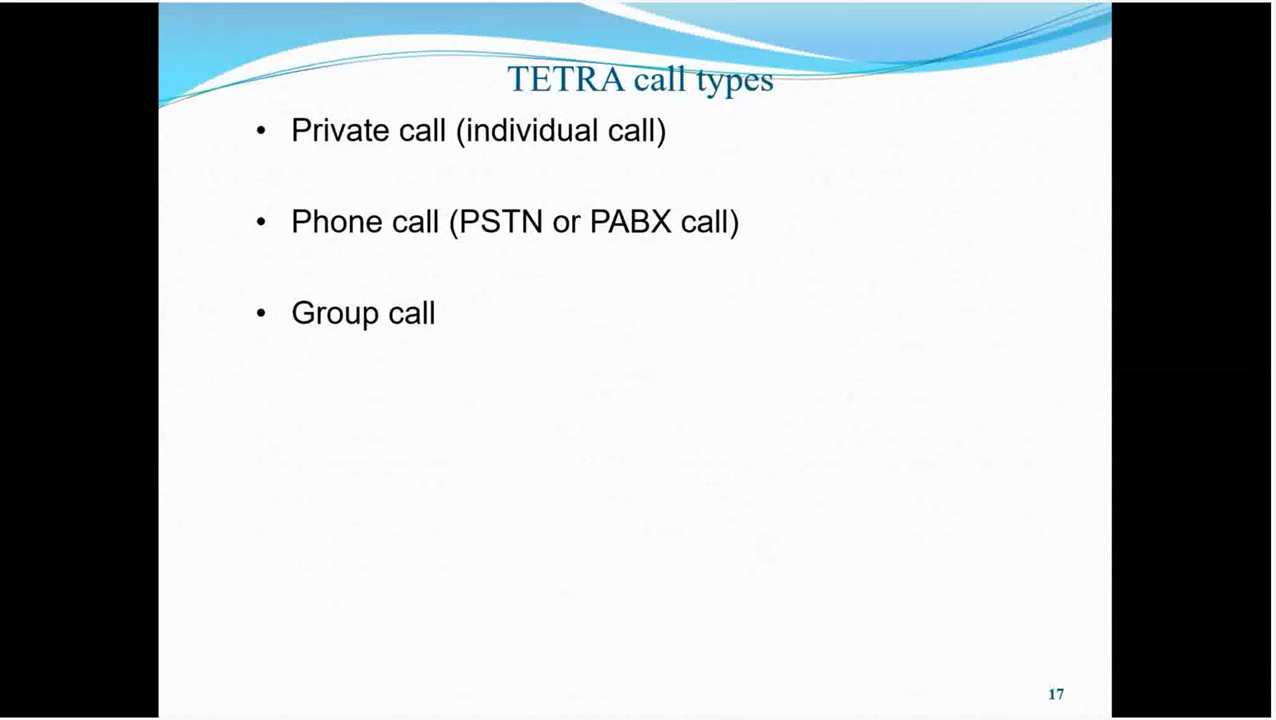 TETRA call types
• Private call (individual call)
• Phone call (PSTN or PABX call)
• Group call
17